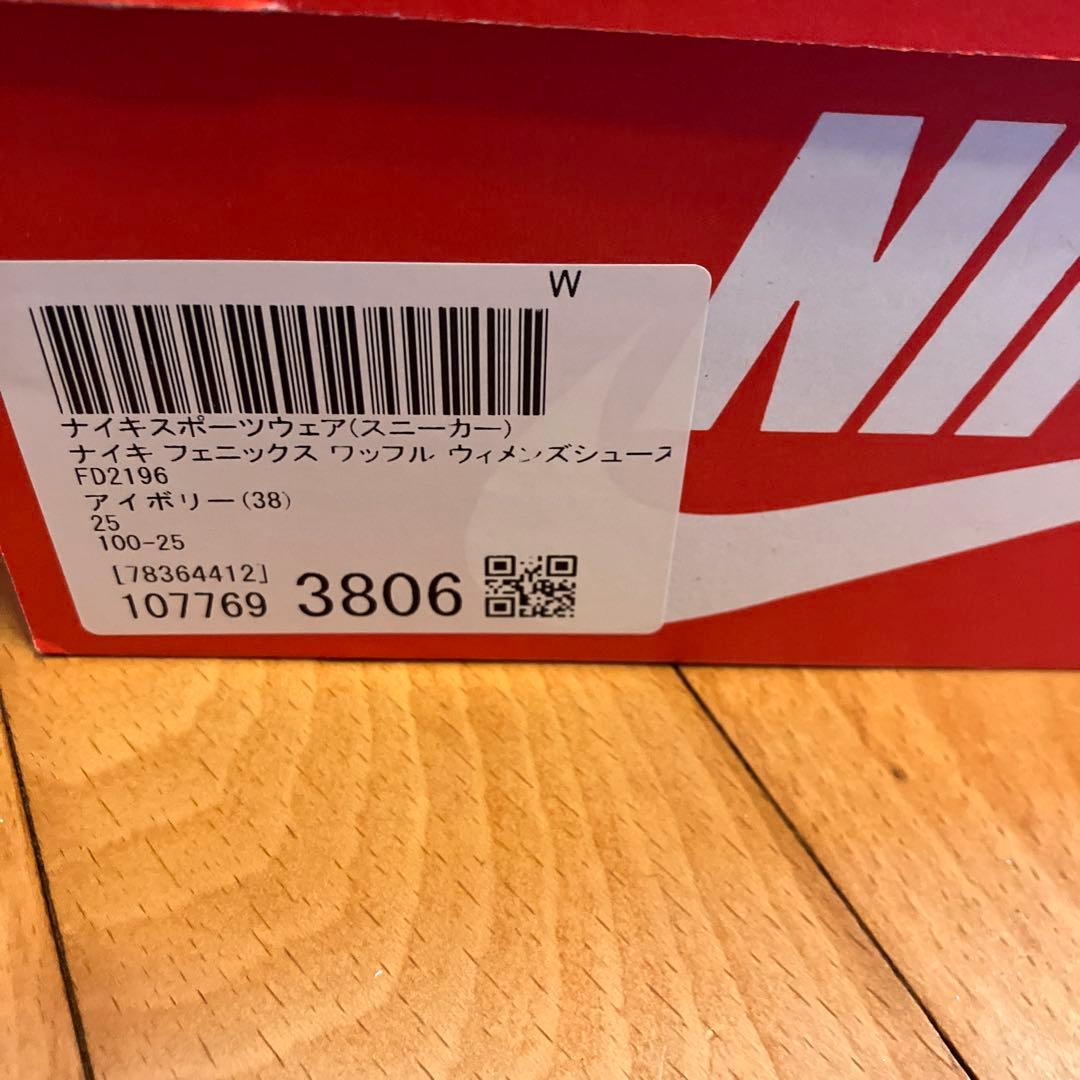 NI
W
ナイキスポーツウェア(スニーカー)
ナイキ フェニックス ワッフル ウィメンズシューズ
FD2196
アイボリー(38)
25
100-25
[78364412]
107769 3806